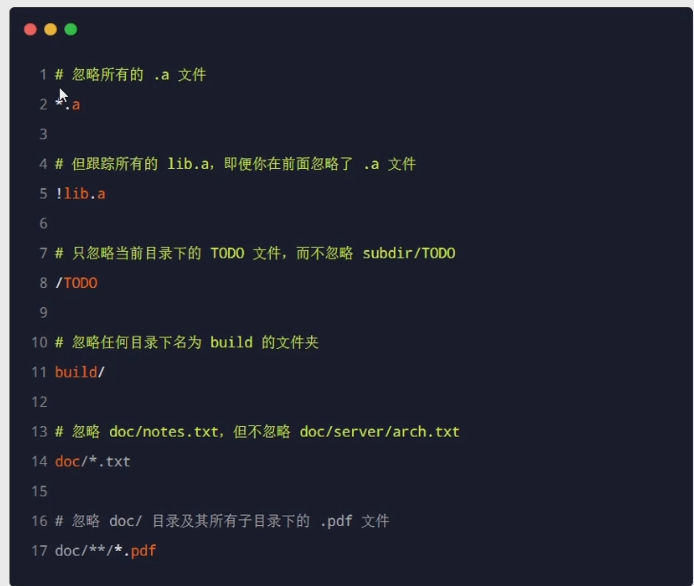 1 # 忽略所有的 .a 文件
2 *.a
3
4 # 但跟踪所有的 lib.a，即便你在前面忽略了 .a 文件
5 !lib.a
6
7 # 只忽略当前目录下的 TODO 文件，而不忽略 subdir/TODO
8 /TODO
9
10 # 忽略任何目录下名为 build 的文件夹
11 build/
12
13 # 忽略 doc/notes.txt，但不忽略 doc/server/arch.txt
14 doc/*.txt
15
16 # 忽略 doc/ 目录及其所有子目录下的 .pdf 文件
17 doc/**/*.pdf